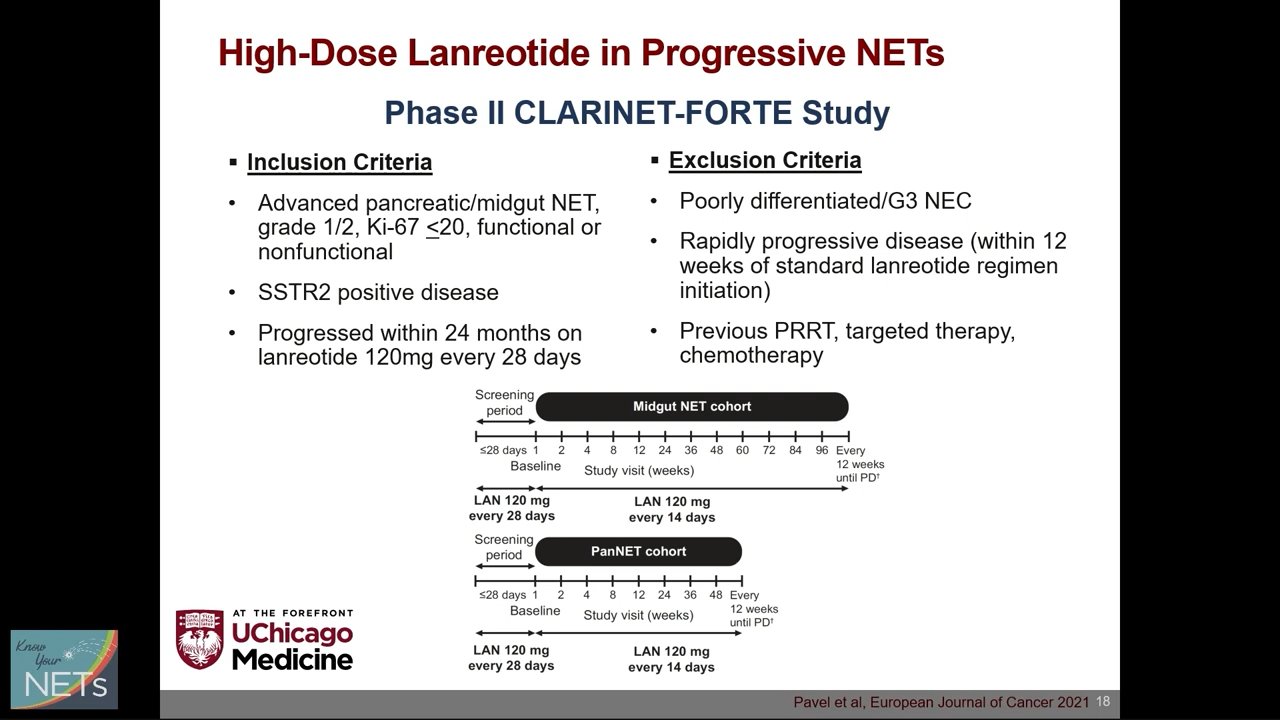 High-Dose Lanreotide in Progressive NETs
Phase II CLARINET-FORTE Study
▪ Inclusion Criteria
• Advanced pancreatic/midgut NET,
grade 1/2, Ki-67 <20, functional or
nonfunctional
• SSTR2 positive disease
• Progressed within 24 months on
lanreotide 120mg every 28 days
▪ Exclusion Criteria
• Poorly differentiated/G3 NEC
• Rapidly progressive disease (within 12
weeks of standard lanreotide regimen
initiation)
• Previous PRRT, targeted therapy,
chemotherapy
Screening
period
Midgut NET cohort
≤28 days 1 2 4 8 12 24 36 48 60 72 84 96 Every
12 weeks
until PD†
Baseline
Study visit (weeks)
LAN 120 mg
every 28 days
LAN 120 mg
every 14 days
Screening
period
PanNET cohort
≤28 days 1 2 4 8 12 24 36 48 Every
12 weeks
until PD†
Baseline
Study visit (weeks)
LAN 120 mg
every 28 days
LAN 120 mg
every 14 days
AT THE FOREFRONT
UChicago
Medicine
Know
Your
NETs
Pavel et al, European Journal of Cancer 2021 18